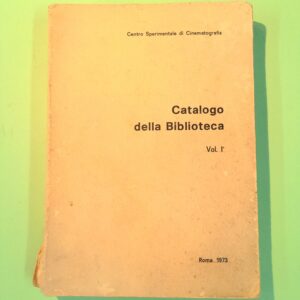 Centro Sperimentale di Cinematografia
Catalogo
della Biblioteca
Vol. I°
Roma. 1973